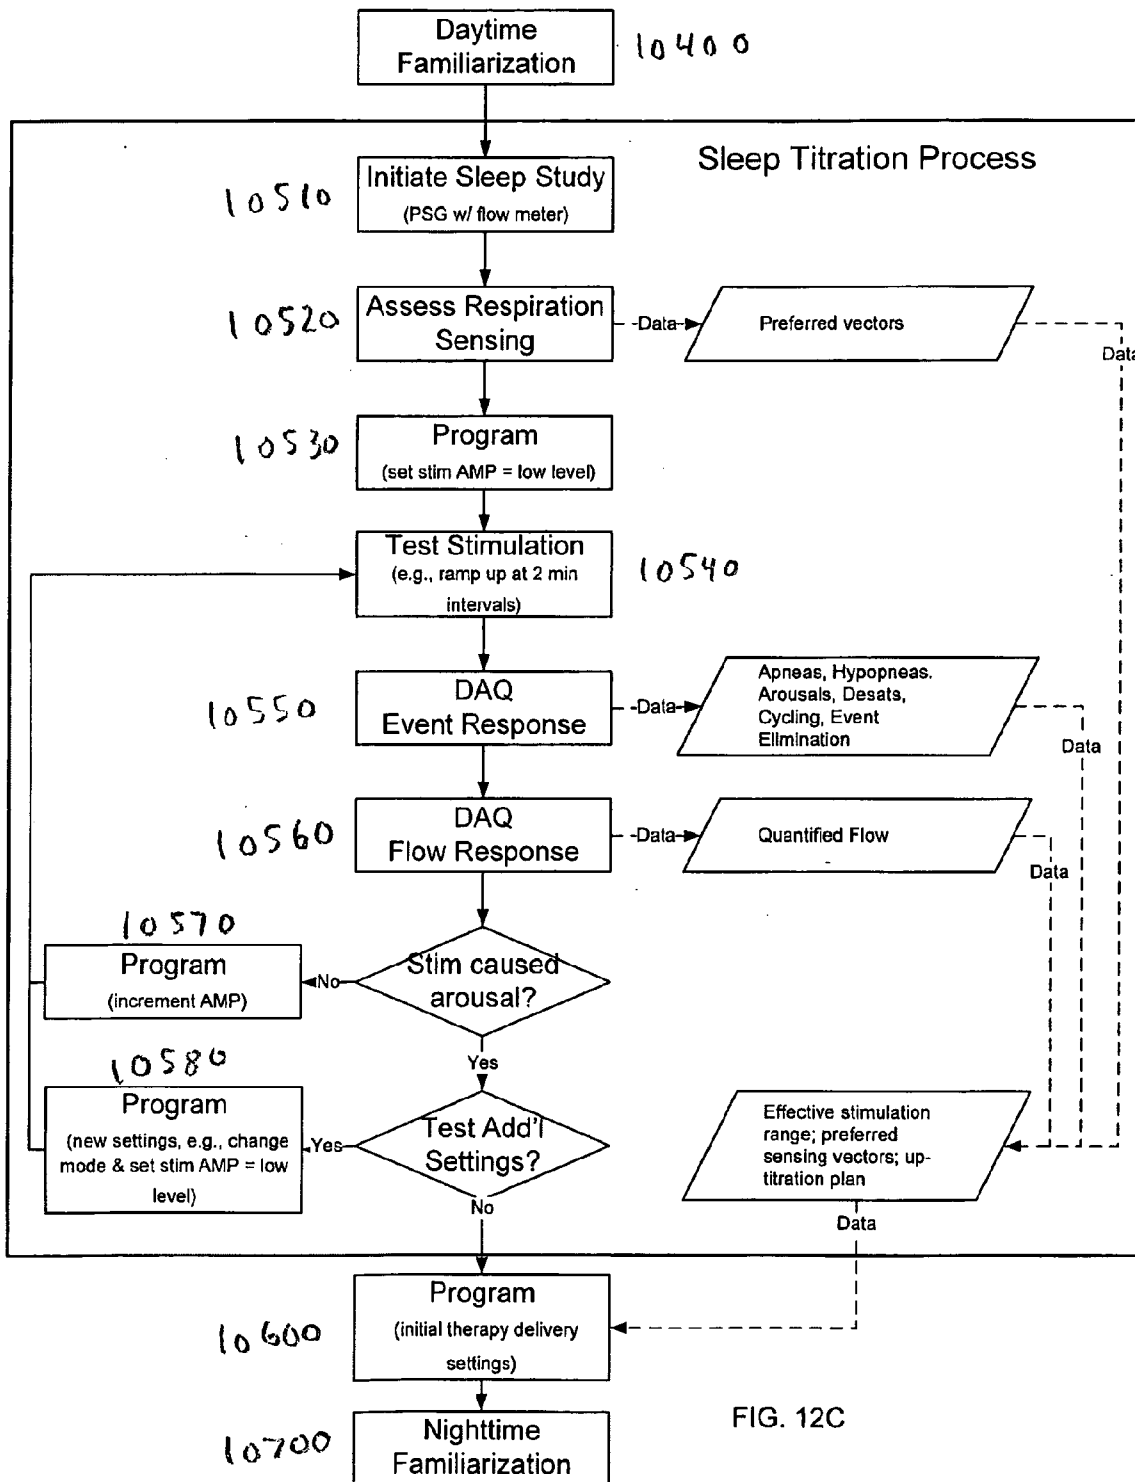 Daytime
Familiarization
10400
Sleep Titration Process
10510
Initiate Sleep Study
(PSG w/ flow meter)
10520
Assess Respiration
Sensing
Data
Preferred vectors
Data
10530
Program
(set stim AMP = low level)
Test Stimulation
(e.g., ramp up at 2 min
intervals)
10540
10550
DAQ
Event Response
Data
Apneas, Hypopneas.
Arousals, Desats,
Cycling, Event
Elimination
Data
10560
DAQ
Flow Response
Data
Quantified Flow
Data
10570
Program
(increment AMP)
No
Stim caused
arousal?
Yes
10580
Program
(new settings, e.g., change
mode & set stim AMP = low
level)
Yes
Test Add'l
Settings?
No
Effective stimulation
range; preferred
sensing vectors; up-
titration plan
Data
10600
Program
(initial therapy delivery
settings)
10700
Nighttime
Familiarization
FIG. 12C